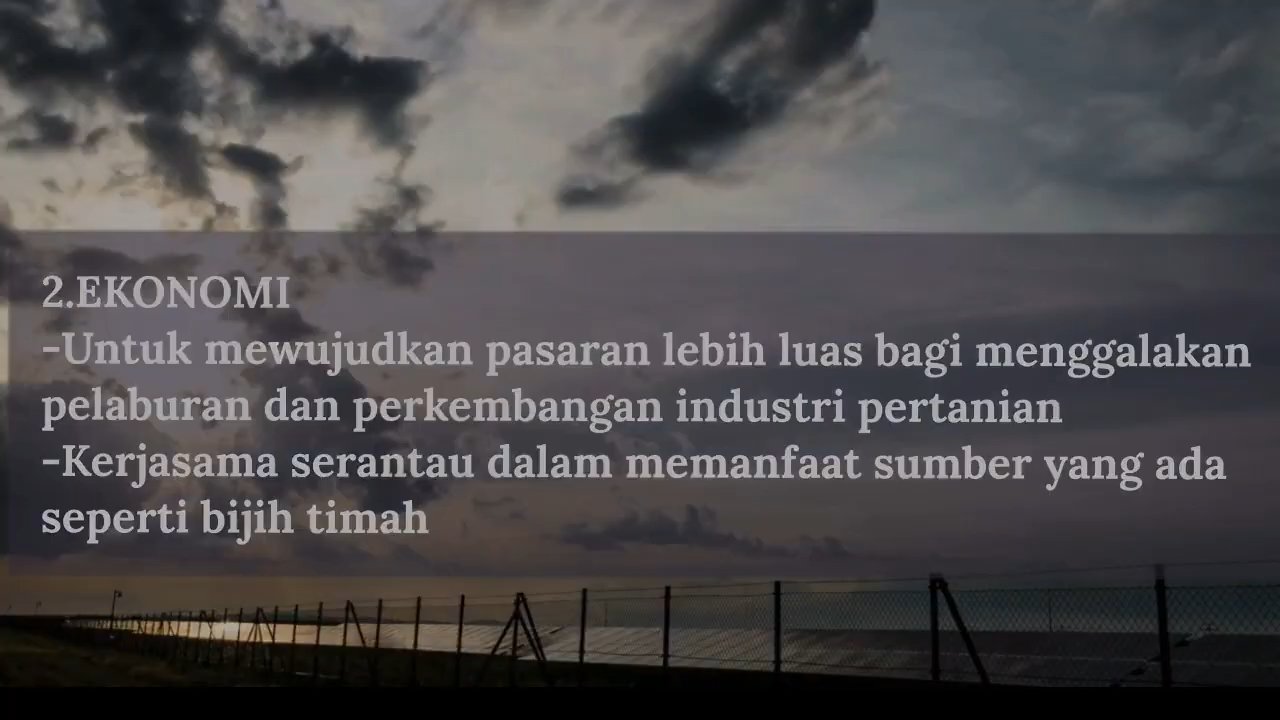 2.EKONOMI
-Untuk mewujudkan pasaran lebih luas bagi menggalakan
pelaburan dan perkembangan industri pertanian
-Kerjasama serantau dalam memanfaat sumber yang ada
seperti bijih timah